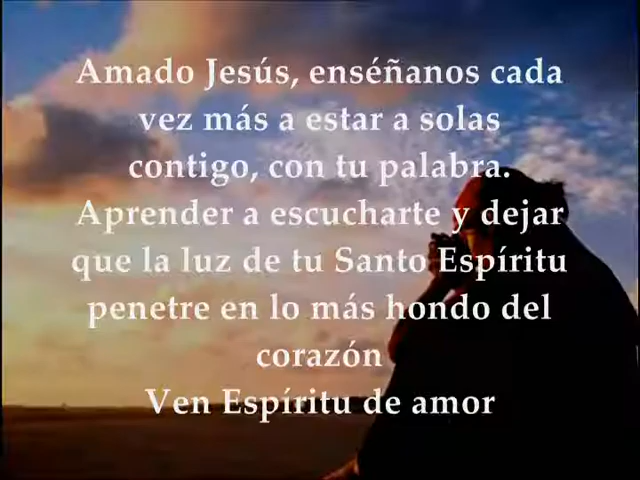 Amado Jesús, enséñanos cada
vez más a estar a solas
contigo, con tu palabra.
Aprender a escucharte y dejar
que la luz de tu Santo Espíritu
penetre en lo más hondo del
corazón
Ven Espíritu de amor